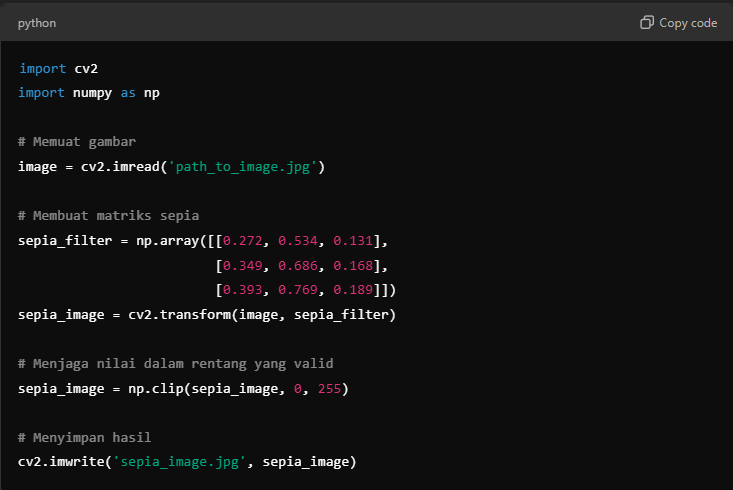 python
Copy code
import cv2
import numpy as np
# Memuat gambar
image = cv2.imread('path_to_image.jpg')
# Membuat matriks sepia
sepia_filter = np.array([[0.272, 0.534, 0.131],
[0.349, 0.686, 0.168],
[0.393, 0.769, 0.189]])
sepia_image = cv2.transform(image, sepia_filter)
# Menjaga nilai dalam rentang yang valid
sepia_image = np.clip(sepia_image, 0, 255)
# Menyimpan hasil
cv2.imwrite('sepia_image.jpg', sepia_image)